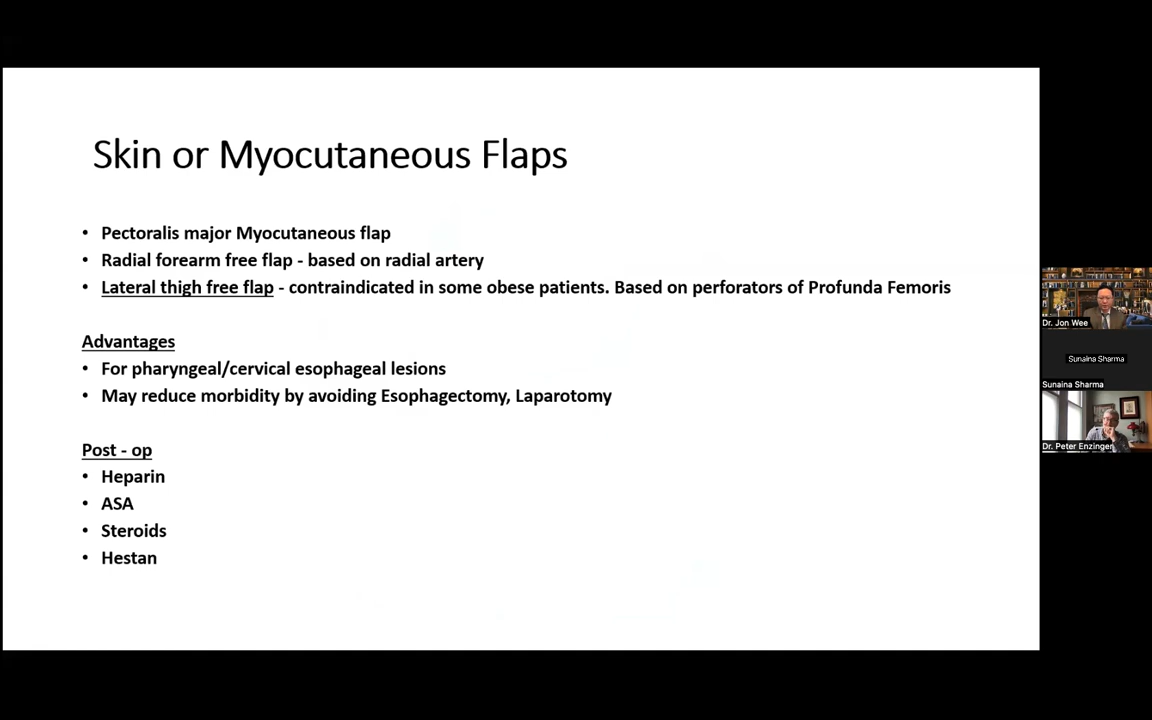 Skin or Myocutaneous Flaps
• Pectoralis major Myocutaneous flap
• Radial forearm free flap - based on radial artery
• Lateral thigh free flap - contraindicated in some obese patients. Based on perforators of Profunda Femoris
Advantages
• For pharyngeal/cervical esophageal lesions
• May reduce morbidity by avoiding Esophagectomy, Laparotomy
Post - op
• Heparin
• ASA
• Steroids
• Hestan
Dr. Jon Wee
Sunaina Sharma
Sunaina Sharma
Dr. Peter Enzinger